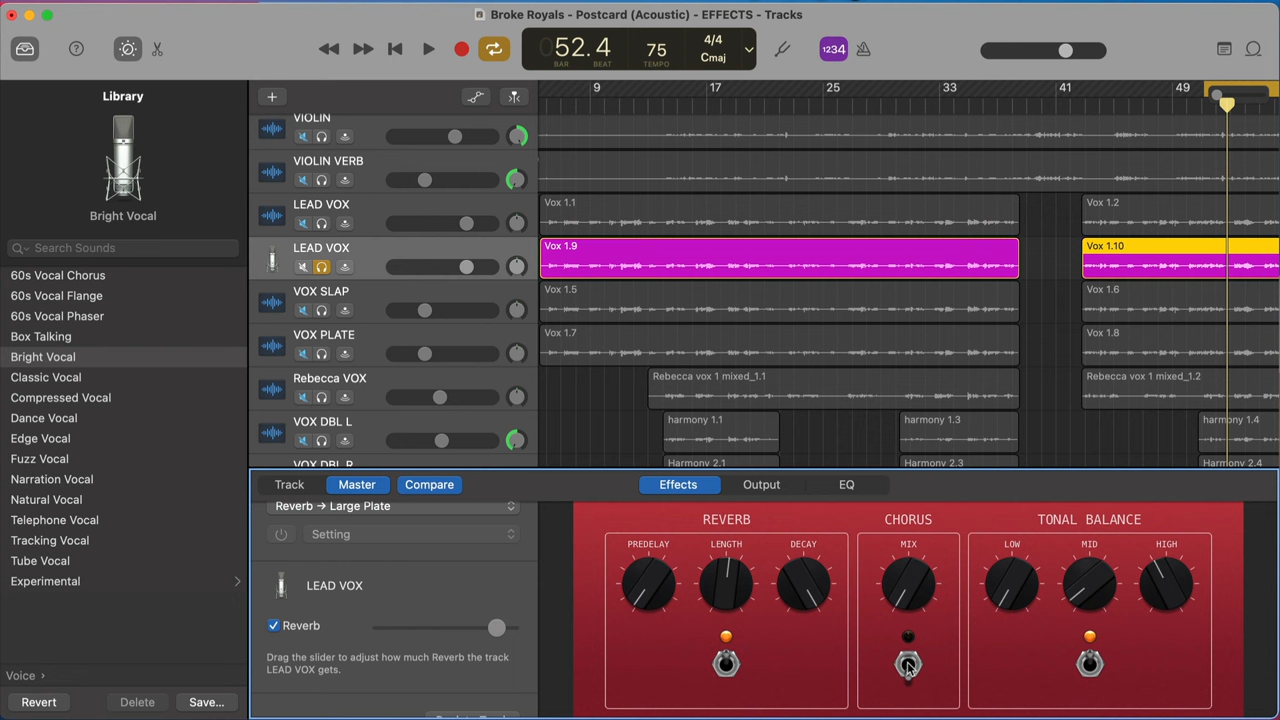 Broke Royals - Postcard (Acoustic) - EFFECTS - Tracks
052.4
BAR
BEAT
75
TEMPO
4/4
Cmaj
1234
Library
Bright Vocal
Search Sounds
60s Vocal Chorus
60s Vocal Flange
60s Vocal Phaser
Box Talking
Bright Vocal
Classic Vocal
Compressed Vocal
Dance Vocal
Edge Vocal
Fuzz Vocal
Narration Vocal
Natural Vocal
Telephone Vocal
Tracking Vocal
Tube Vocal
Experimental
Voice
Revert
Delete
Save...
9
17
25
33
41
49
VIOLIN
VIOLIN VERB
LEAD VOX
Vox 1.1
Vox 1.2
LEAD VOX
Vox 1.9
Vox 1.10
VOX SLAP
Vox 1.5
Vox 1.6
VOX PLATE
Vox 1.7
Vox 1.8
Rebecca VOX
Rebecca vox 1 mixed_1.1
Rebecca vox 1 mixed_1.2
VOX DBL L
harmony 1.1
harmony 1.3
harmony 1.4
VOX DBL R
Harmony 2.1
Harmony 2.3
Harmony 2.4
Track
Master
Compare
Effects
Output
EQ
Reverb → Large Plate
Setting
LEAD VOX
Reverb
Drag the slider to adjust how much Reverb the track
LEAD VOX gets.
REVERB
CHORUS
TONAL BALANCE
PREDELAY
LENGTH
DECAY
MIX
LOW
MID
HIGH